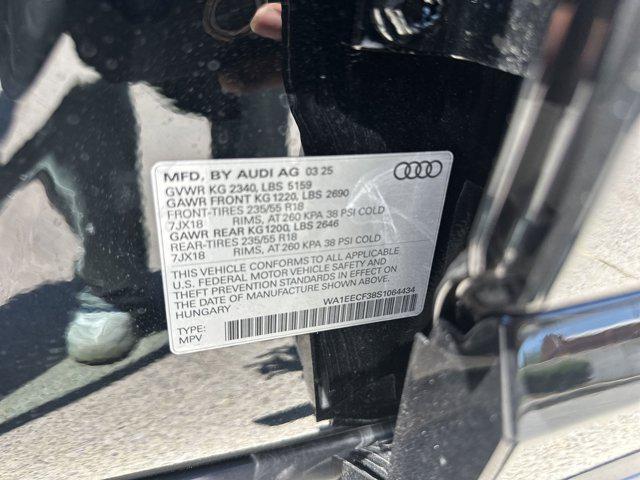 MFD. BY AUDI AG 03 25
GVWR KG 2340, LBS 5159
GAWR FRONT KG 1220, LBS 2690
FRONT-TIRES 235/55 R18
7JX18 RIMS, AT 260 KPA 38 PSI COLD
GAWR REAR KG 1200, LBS 2646
REAR-TIRES 235/55 R18
7JX18 RIMS, AT 260 KPA 38 PSI COLD
THIS VEHICLE CONFORMS TO ALL APPLICABLE
U.S. FEDERAL MOTOR VEHICLE SAFETY AND
THEFT PREVENTION STANDARDS IN EFFECT ON
THE DATE OF MANUFACTURE SHOWN ABOVE.
HUNGARY
WA1EECF38S1064434
TYPE:
MPV